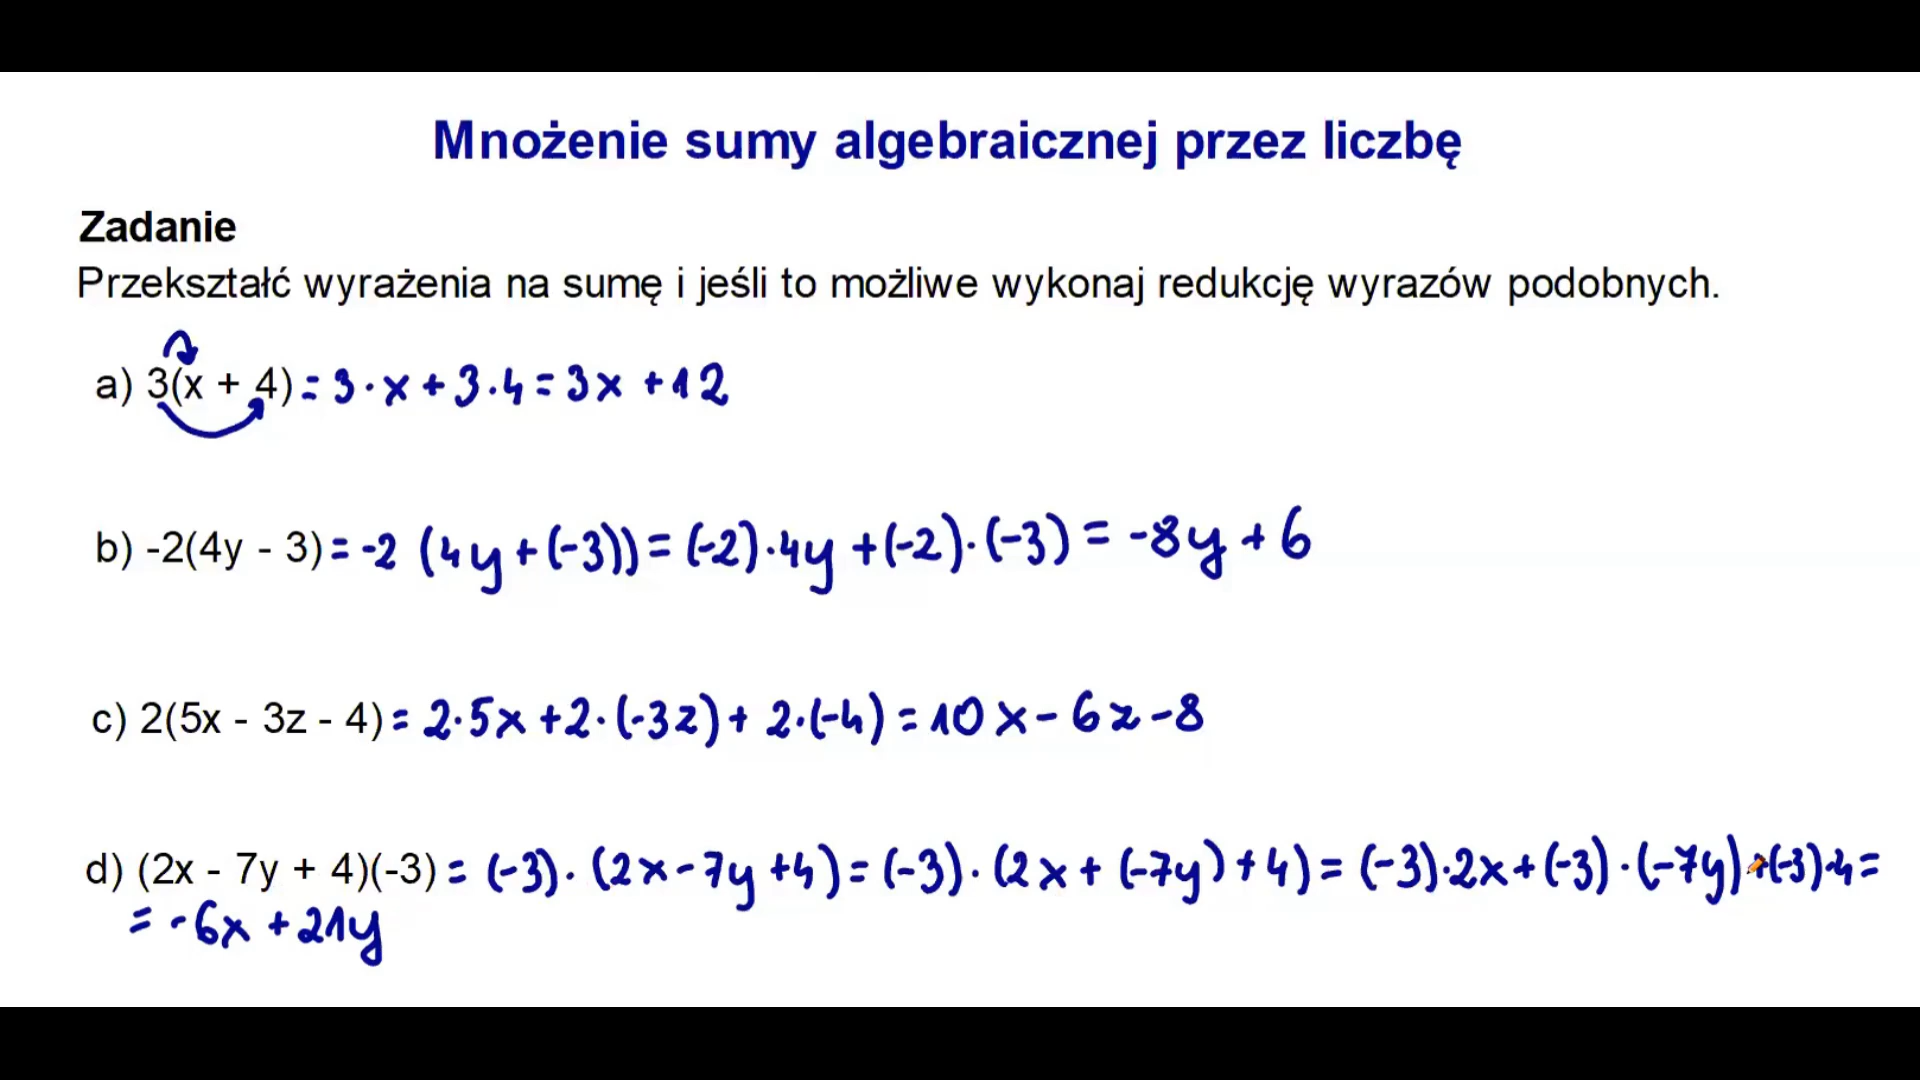 Mnożenie sumy algebraicznej przez liczbę
Zadanie
Przekształć wyrażenia na sumę i jeśli to możliwe wykonaj redukcję wyrazów podobnych.
a) 3(x + 4) = 3·x + 3·4 = 3x + 12
b) -2(4y - 3) = -2 (4y + (-3)) = (-2)·4y + (-2)·(-3) = -8y + 6
c) 2(5x - 3z - 4) = 2·5x + 2·(-3z) + 2·(-4) = 10x - 6z - 8
d) (2x - 7y + 4)(-3) = (-3)·(2x - 7y + 4) = (-3)·(2x + (-7y) + 4) = (-3)·2x + (-3)·(-7y) + (-3)·4 =
= -6x + 21y